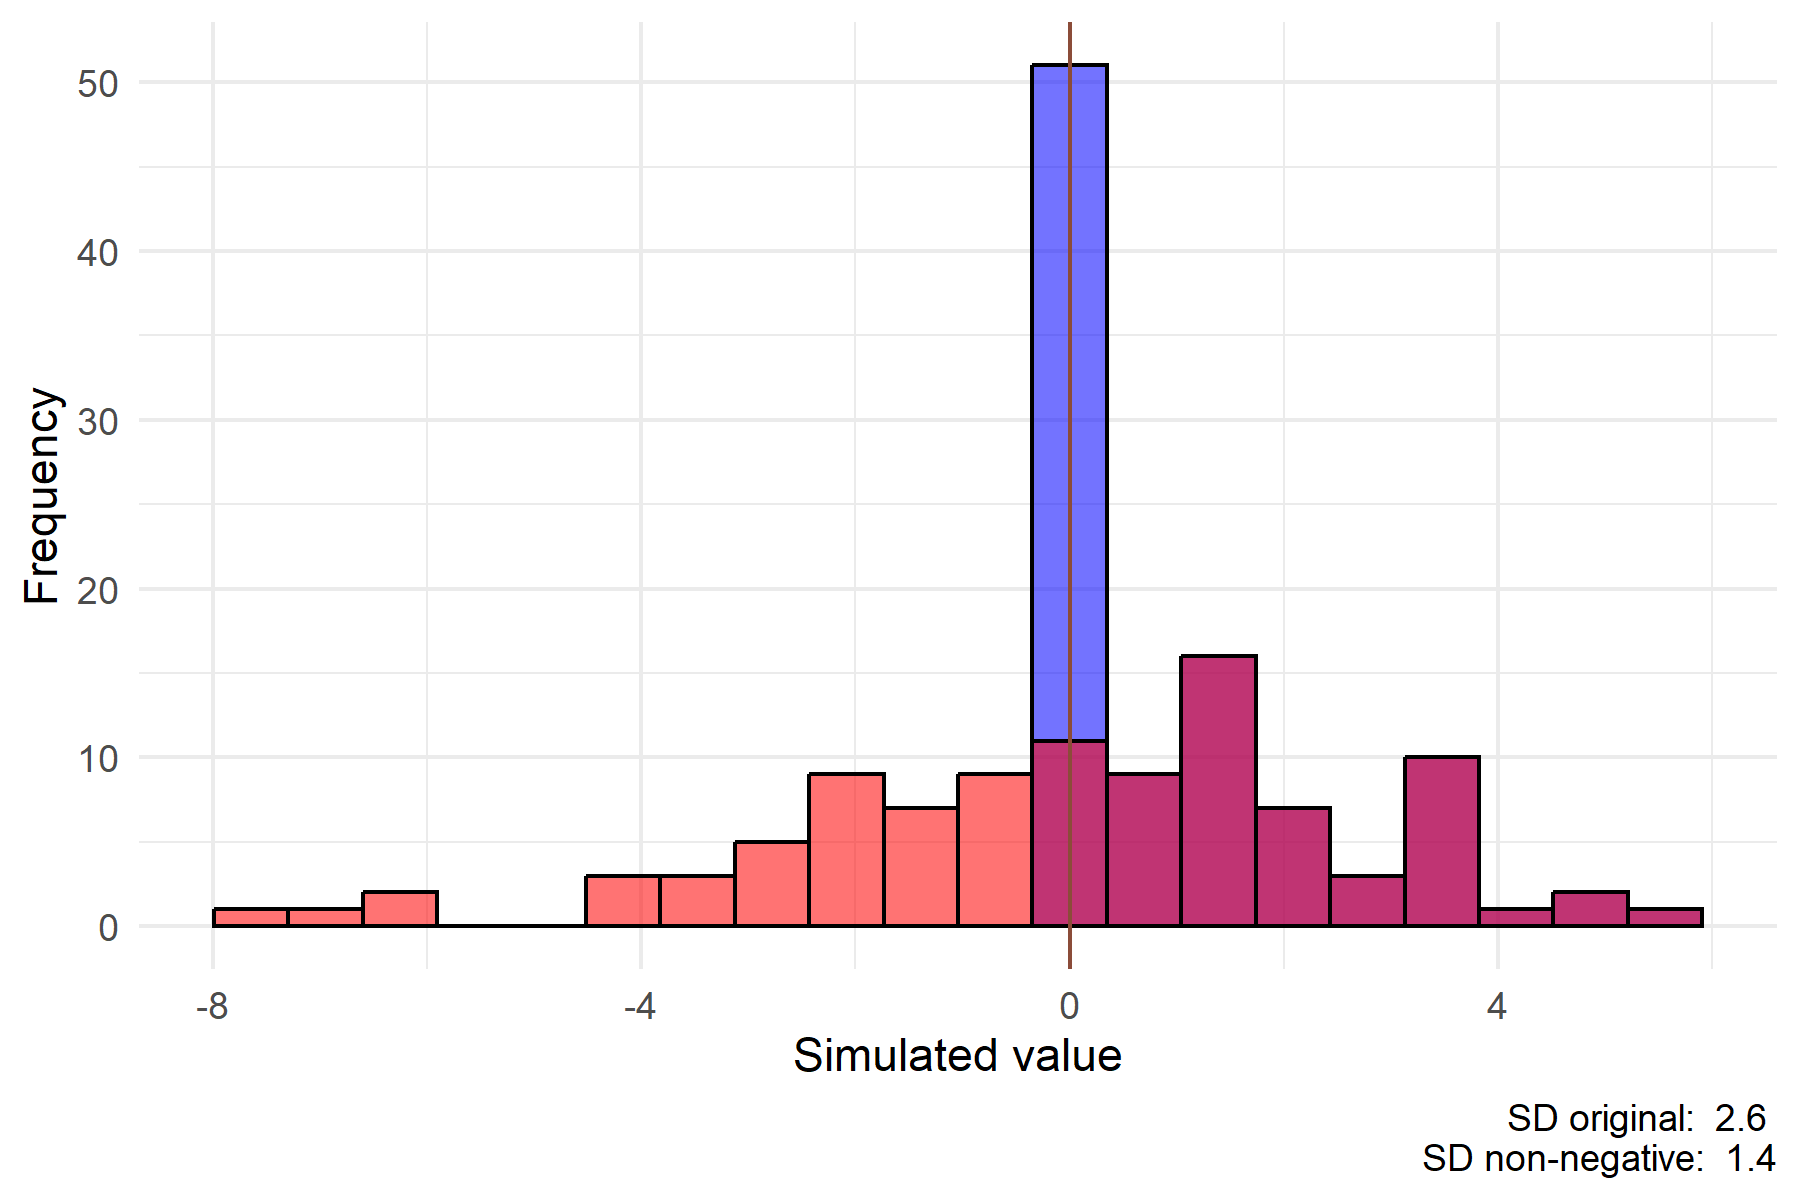 50
40
30
20
10
0
Frequency
-8
-4
0
4
Simulated value
SD original: 2.6
SD non-negative: 1.4